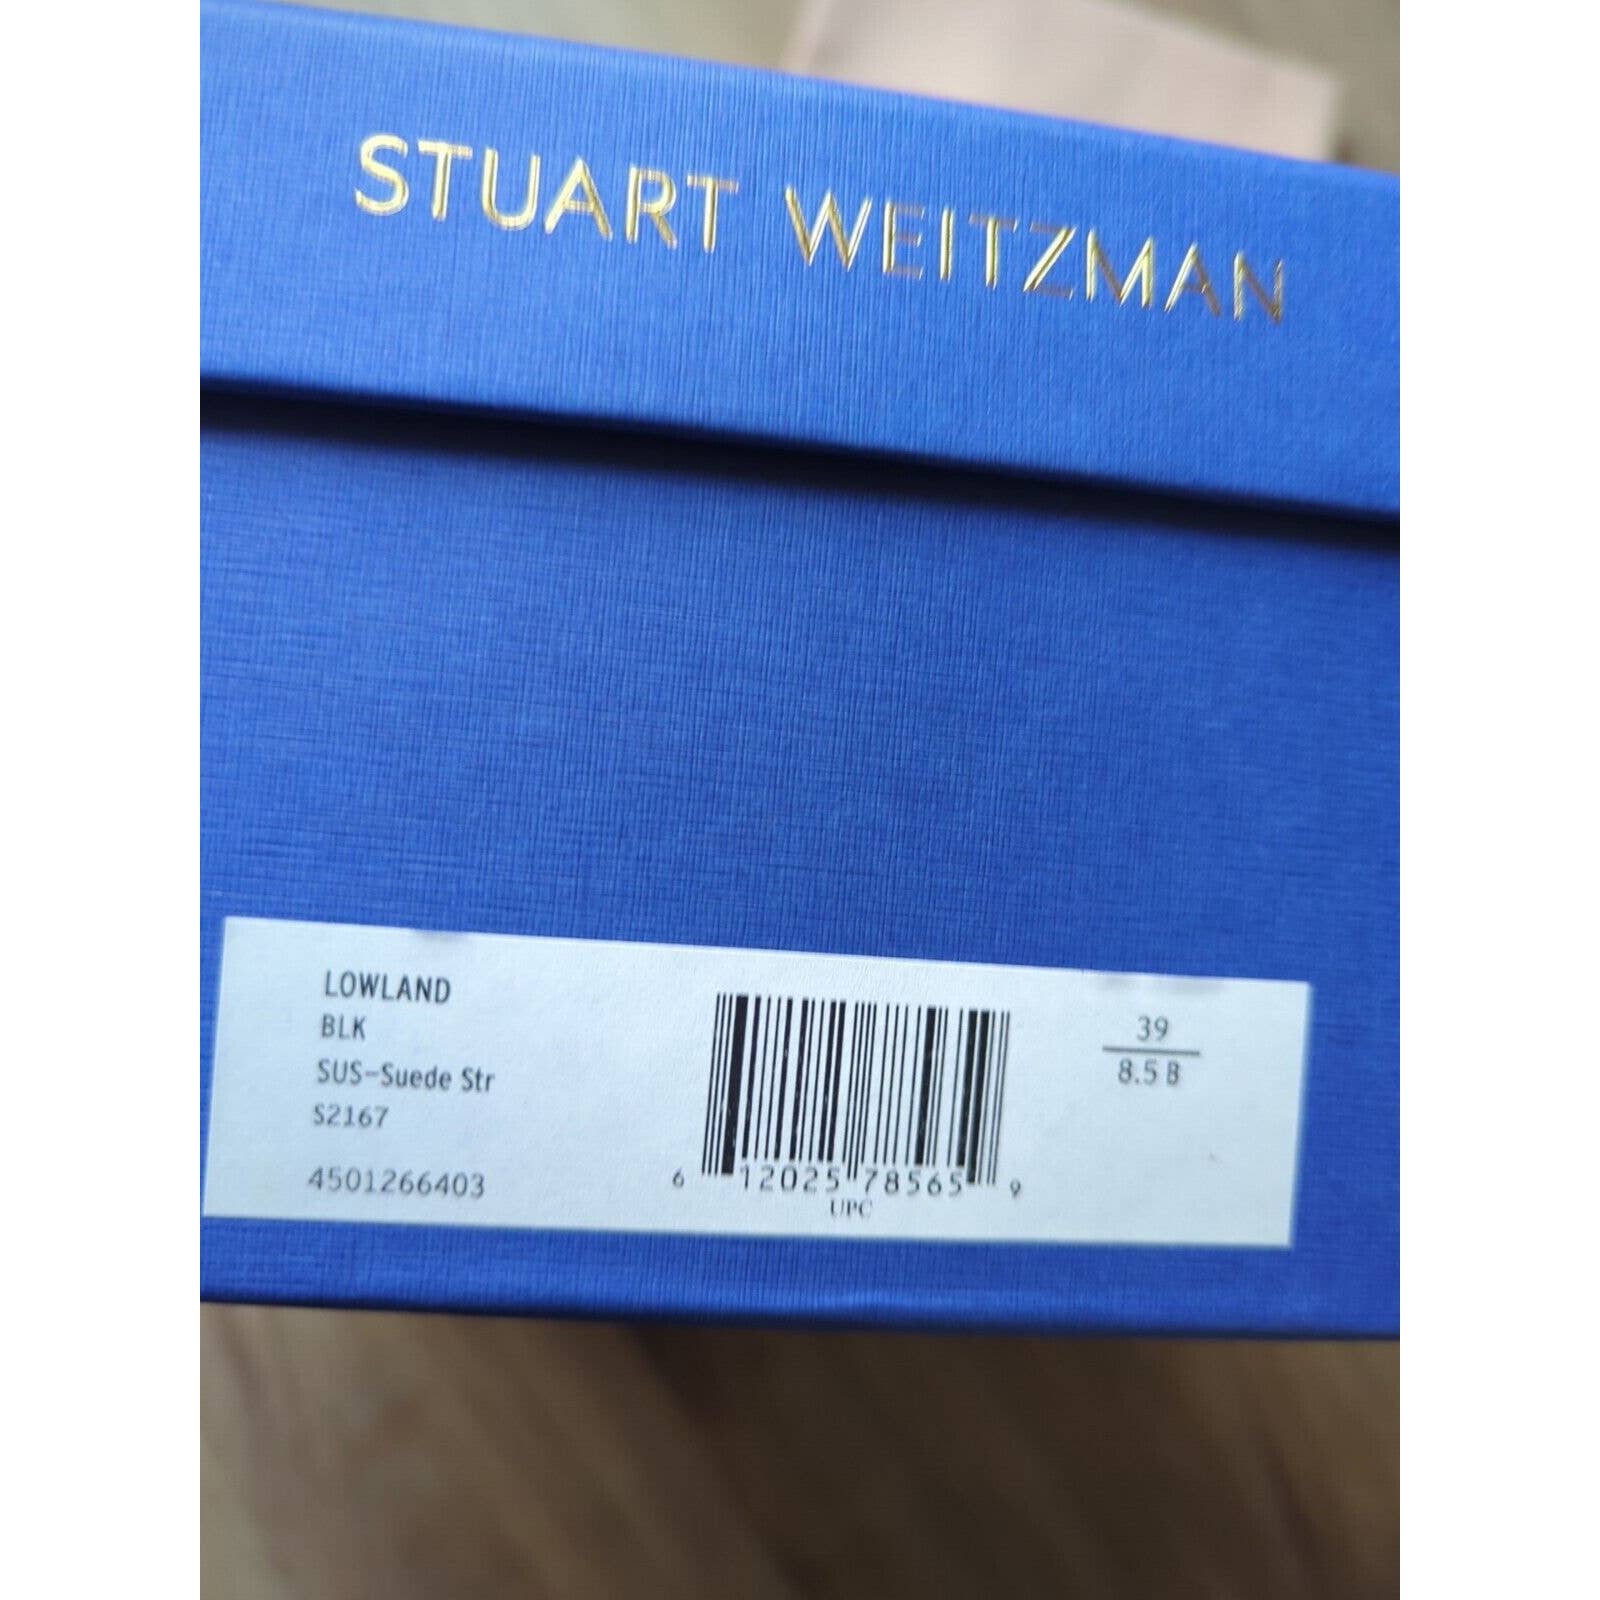 STUART WEITZMAN
LOWLAND
BLK
SUS-Suede Str
S2167
4501266403
6 12025 78565 9
UPC
39
8.5 B